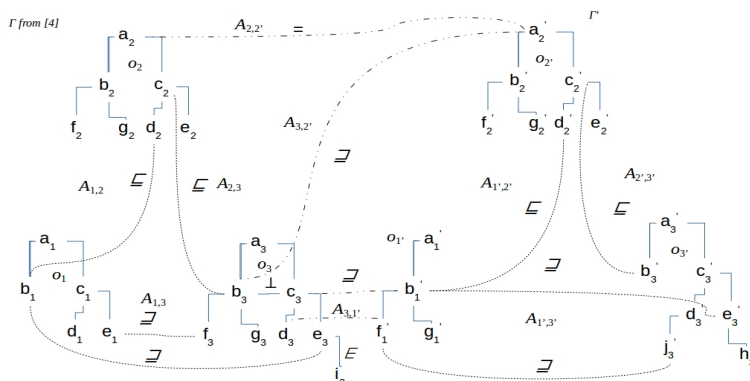 Γ from [4]
A2,2'
=
Γ'
a2
o2
b2
c2
f2
g2
d2
e2
a2'
o2'
b2'
c2'
f2'
g2'
d2'
e2'
A3,2'
⊒
A1,2
⊑
⊑
A2,3
A1',2'
⊑
⊑
A2',3'
a1
o1
b1
c1
d1
e1
A1,3
⊒
⊒
a3
o3
⊥
b3
c3
f3
g3
d3
e3
∈
⊒
A3,1'
o1'
a1'
b1'
f1'
g1'
⊒
A1',3'
⊒
a3'
o3'
b3'
c3'
d3'
e3'
j3'